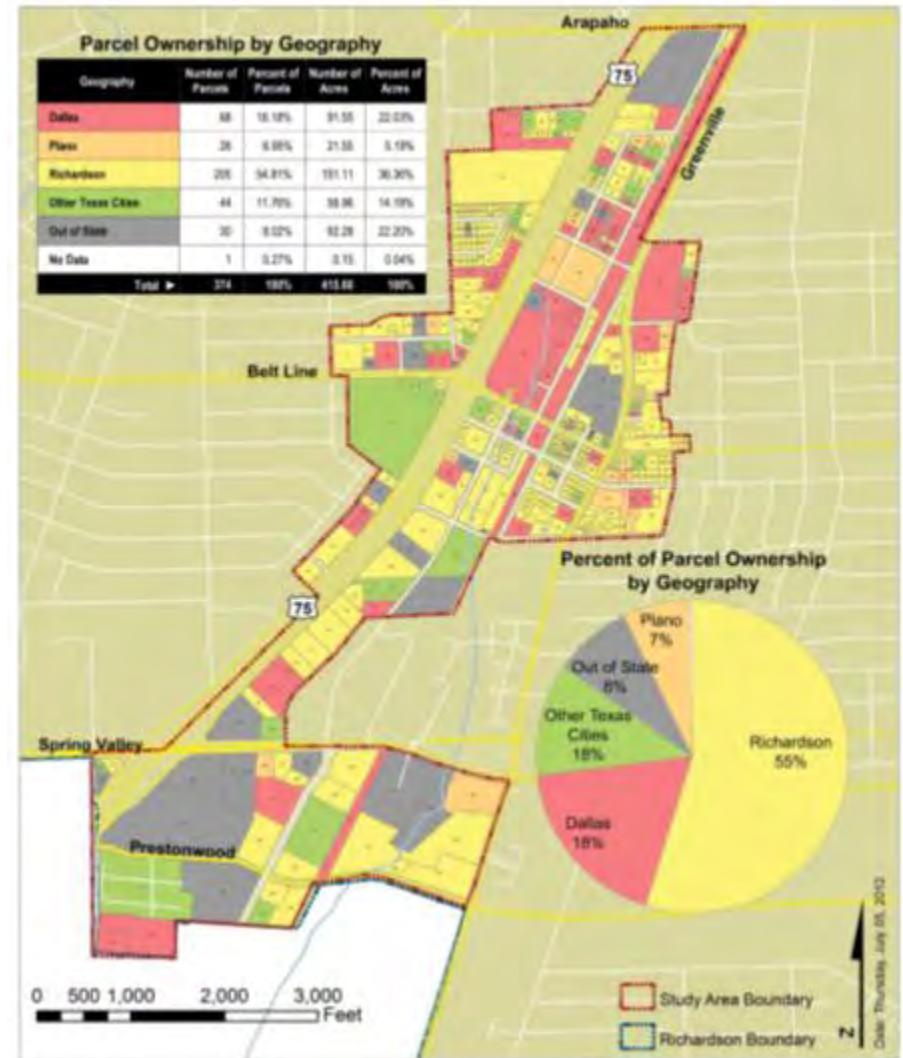 Arapaho
Parcel Ownership by Geography
Geography Number of Parcels Percent of Parcels Number of Acres Percent of Acres
Dallas 68 18.18% 91.55 22.03%
Plano 26 6.95% 21.55 5.19%
Richardson 205 54.81% 151.11 36.36%
Other Texas Cities 44 11.76% 14.19%
Out of State 30 8.02% 92.28 22.20%
No Data 1 0.27% 0.15 0.04%
Total ► 374 100% 100%
75
Greenville
Belt Line
Percent of Parcel Ownership
by Geography
75
Plano
7%
Out of State
8%
Other Texas
Cities
18%
Richardson
55%
Dallas
18%
Spring Valley
Prestonwood
0 500 1,000 2,000 3,000
Feet
Study Area Boundary
Richardson Boundary
N
Date: Thursday, July 05, 2012